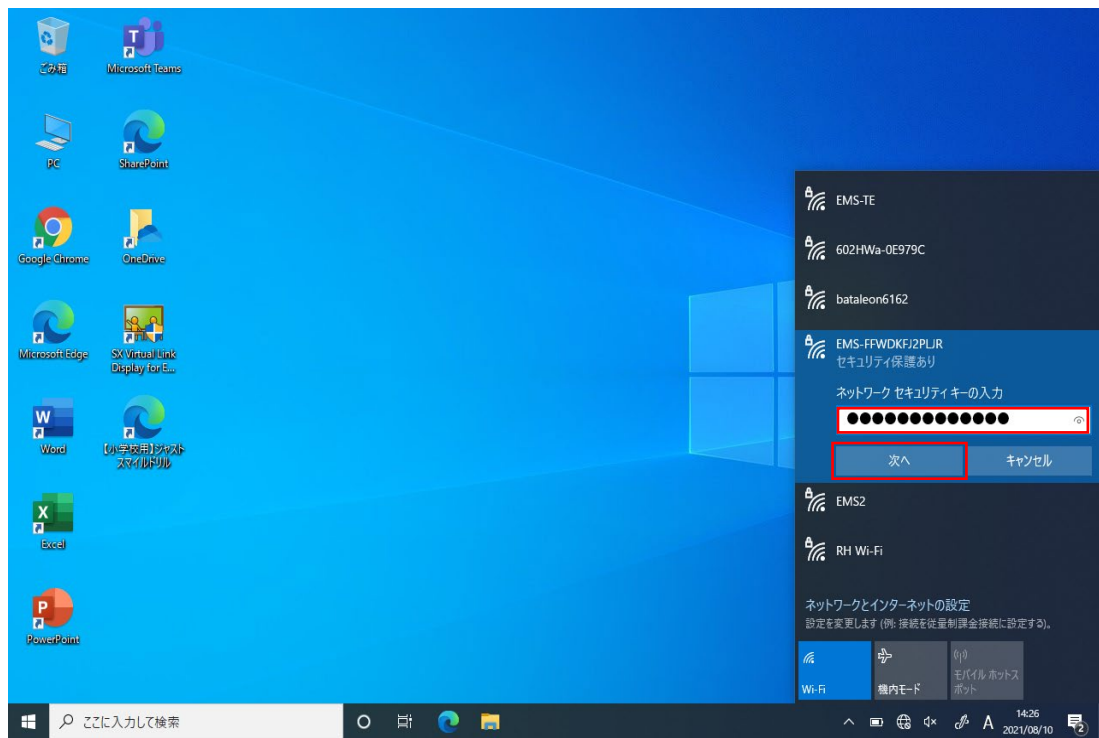 ごみ箱
Microsoft Teams
PC
SharePoint
Google Chrome
OneDrive
Microsoft Edge
SX Virtual Link
Display for E...
Word
【小学校用】ジャスト
スマイルドリル
Excel
PowerPoint
EMS-TE
602HWa-0E979C
bataleon6162
EMS-FFWDKFJ2PLJR
セキュリティ保護あり
ネットワーク セキュリティ キーの入力
●●●●●●●●●●●●●
次へ
キャンセル
EMS2
RH Wi-Fi
ネットワークとインターネットの設定
設定を変更します (例: 接続を従量制課金接続に設定する)。
Wi-Fi
機内モード
モバイル ホットス
ポット
ここに入力して検索
A
14:26
2021/08/10
2